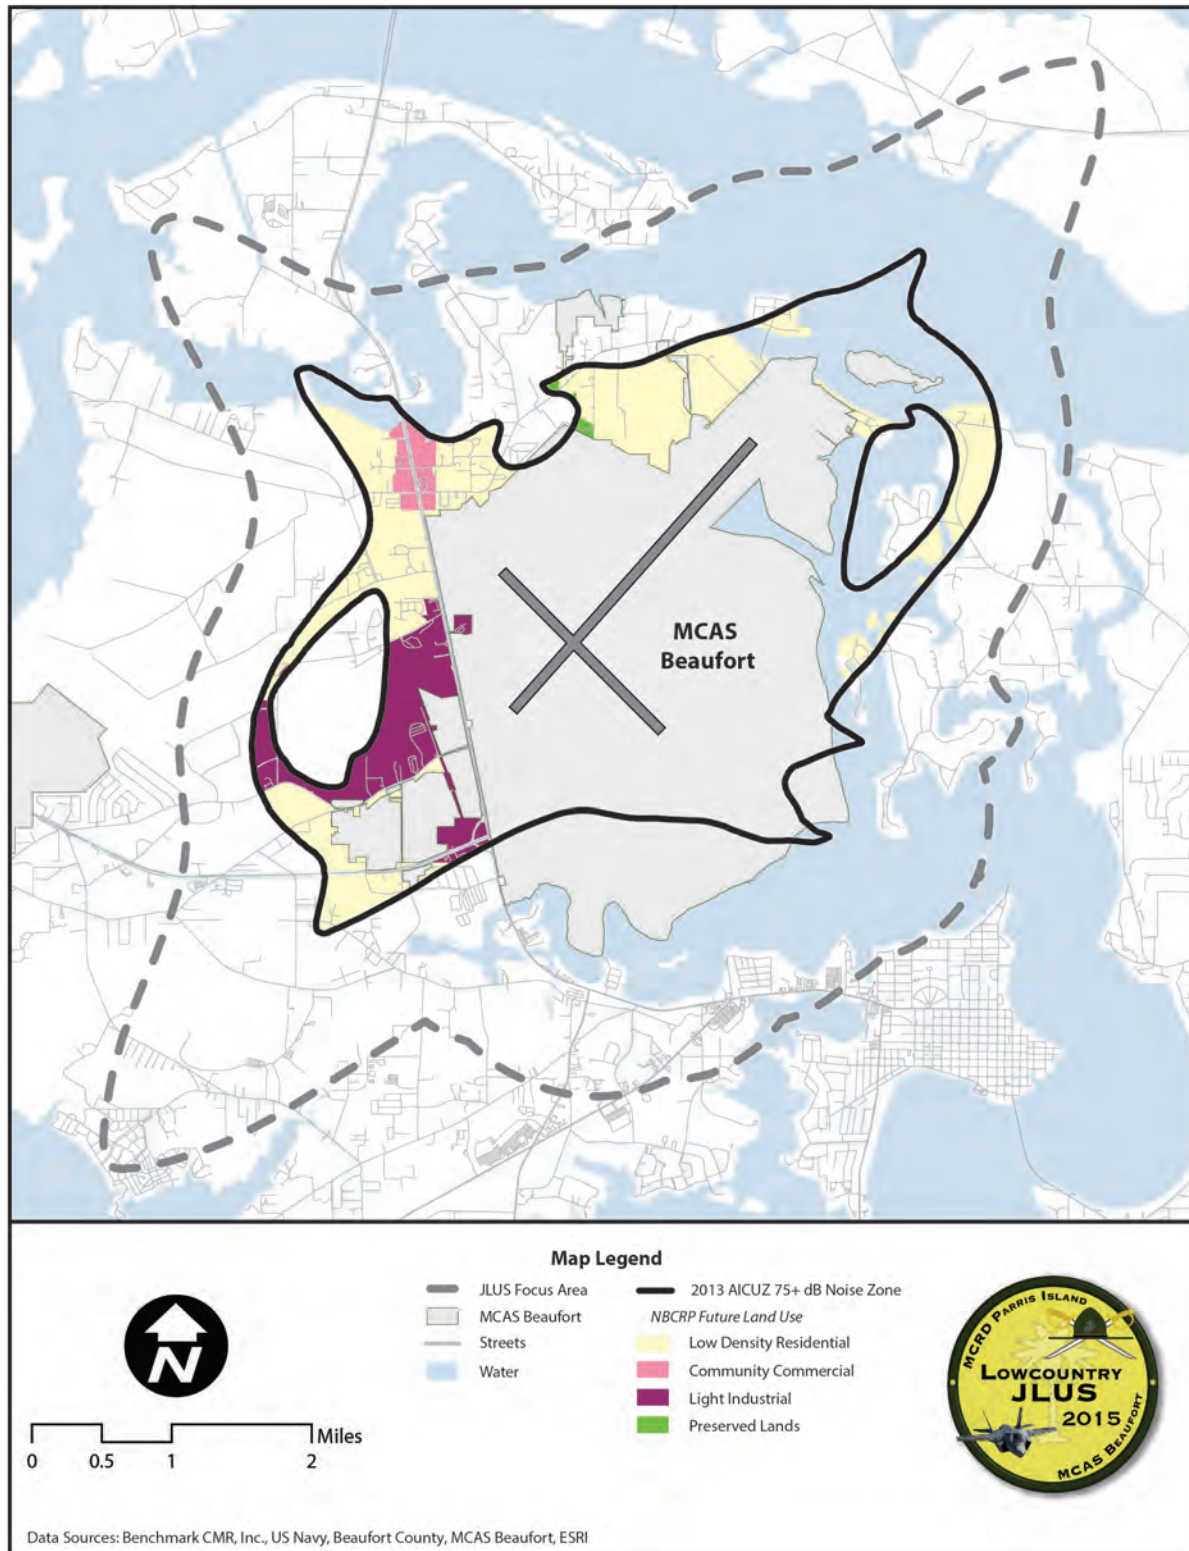 MCAS
Beaufort
Map Legend
JLUS Focus Area
MCAS Beaufort
Streets
Water
2013 AICUZ 75+ dB Noise Zone
NBCRP Future Land Use
Low Density Residential
Community Commercial
Light Industrial
Preserved Lands
N
Miles
0 0.5 1 2
MCRD PARRIS ISLAND
LOWCOUNTRY
JLUS
2015
MCAS BEAUFORT
Data Sources: Benchmark CMR, Inc., US Navy, Beaufort County, MCAS Beaufort, ESRI